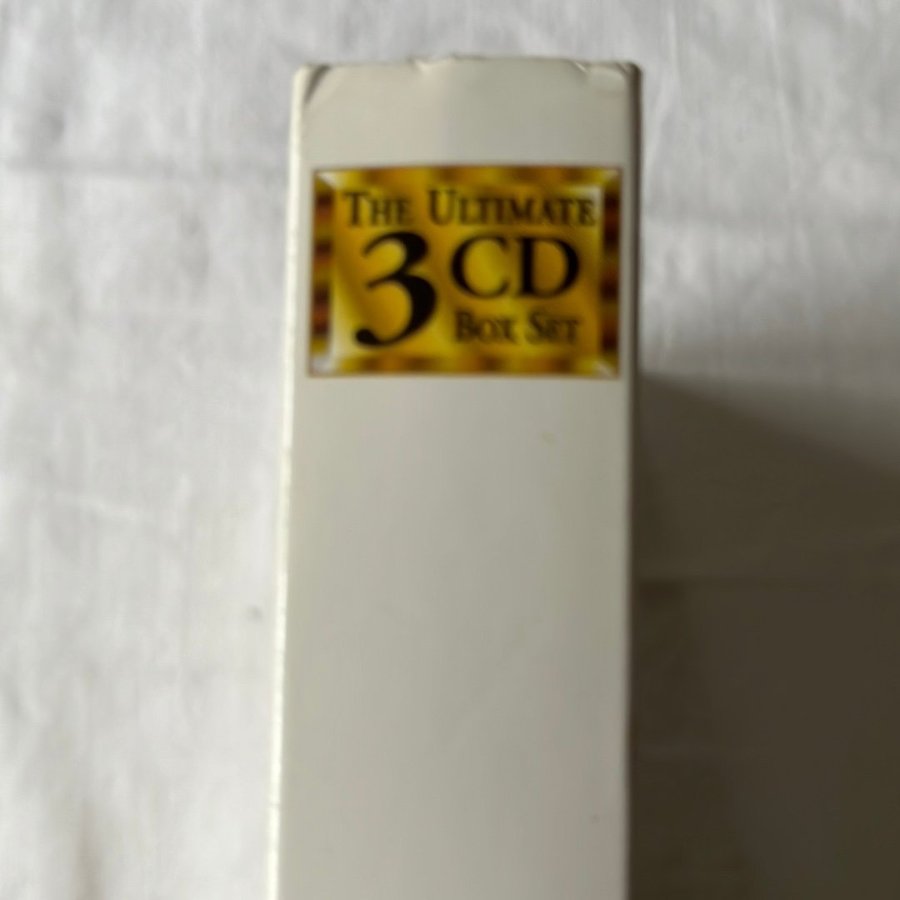 THE ULTIMATE
3 CD
BOX SET